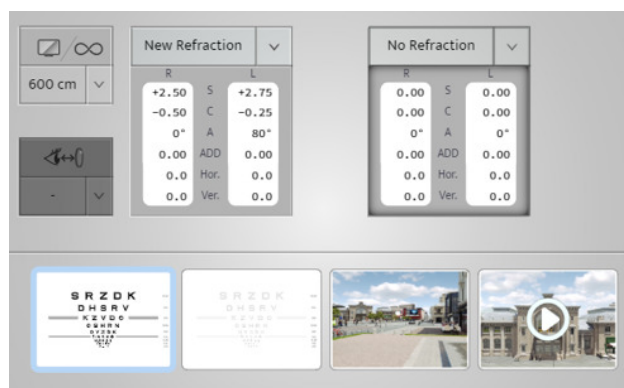 600 cm
-
New Refraction
R L
+2.50 S +2.75
-0.50 C -0.25
0° A 80°
0.00 ADD 0.00
0.0 Hor. 0.0
0.0 Ver. 0.0
No Refraction
R L
0.00 S 0.00
0.00 C 0.00
0° A 0°
0.00 ADD 0.00
0.0 Hor. 0.0
0.0 Ver. 0.0
S R Z D K
D H S R V
K Z V D O
S R Z D K
D H S R V
K Z V D O